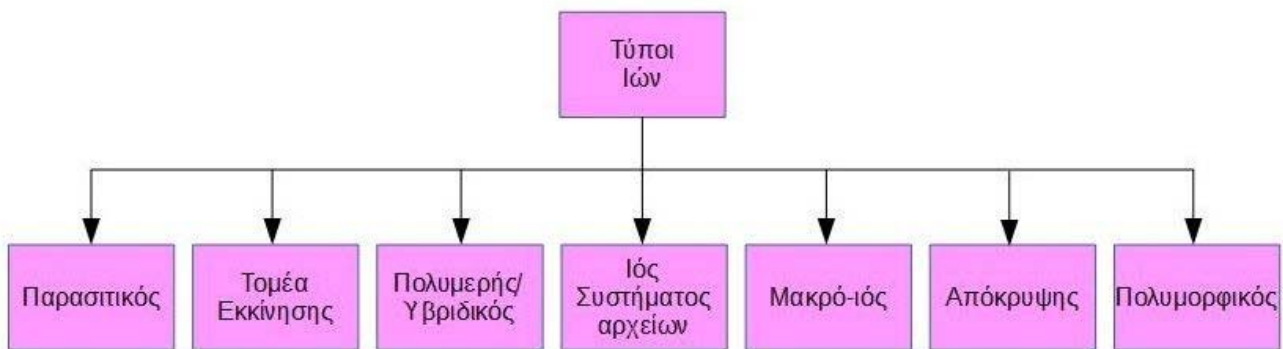 Τύποι
Ιών
Παρασιτικός
Τομέα
Εκκίνησης
Πολυμερής/
Υβριδικός
Ιός
Συστήματος
αρχείων
Μακρό-ιός
Απόκρυψης
Πολυμορφικός